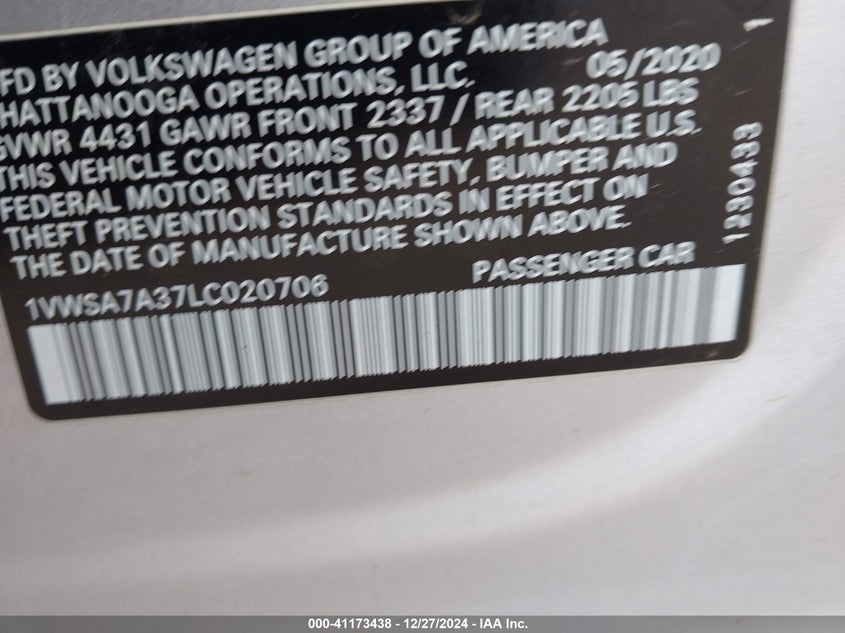 FD BY VOLKSWAGEN GROUP OF AMERICA
HATTANOOGA OPERATIONS, LLC. 05/2020
GVWR 4431 GAWR FRONT 2337 / REAR 2205 LBS
THIS VEHICLE CONFORMS TO ALL APPLICABLE U.S.
FEDERAL MOTOR VEHICLE SAFETY, BUMPER AND
THEFT PREVENTION STANDARDS IN EFFECT ON
THE DATE OF MANUFACTURE SHOWN ABOVE.
1VWSA7A37LC020706 PASSENGER CAR
1230433 1
000-41173438 - 12/27/2024 - IAA Inc.